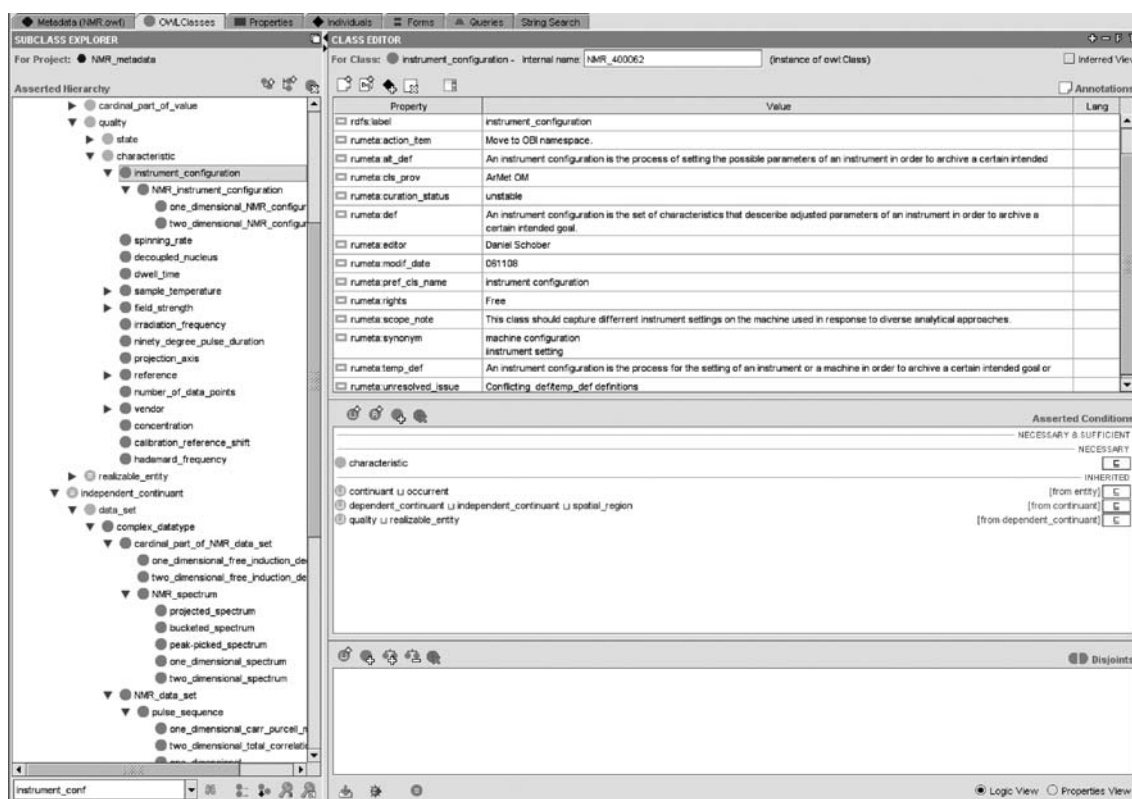 Metadata (NMR.owl) OWLClasses Properties Individuals Forms Queries String Search
SUBCLASS EXPLORER
For Project: NMR_metadata
Asserted Hierarchy
cardinal_part_of_value
quality
state
characteristic
instrument_configuration
NMR_instrument_configuration
one_dimensional_NMR_configur
two_dimensional_NMR_configur
spinning_rate
decoupled_nucleus
dwell_time
sample_temperature
field_strength
irradiation_frequency
ninety_degree_pulse_duration
projection_axis
reference
number_of_data_points
vendor
concentration
calibration_reference_shift
hadamard_frequency
realizable_entity
independent_continuant
data_set
complex_datatype
cardinal_part_of_NMR_data_set
one_dimensional_free_induction_de
two_dimensional_free_induction_de
NMR_spectrum
projected_spectrum
bucketed_spectrum
peak-picked_spectrum
one_dimensional_spectrum
two_dimensional_spectrum
NMR_data_set
pulse_sequence
one_dimensional_carr_purcell_m
two_dimensional_total_correlatio
one_dimensional
instrument_conf
CLASS EDITOR
For Class: instrument_configuration - Internal name: NMR_400062 (instance of owl:Class) Inferred View
Annotations
Property Value Lang
rdfs:label instrument_configuration
rumeta:action_item Move to OBI namespace.
rumeta:alt_def An instrument configuration is the process of setting the possible parameters of an instrument in order to archive a certain intended
rumeta:cls_prov ArMet OM
rumeta:curation_status unstable
rumeta:def An instrument configuration is the set of characteristics that desceribe adjusted parameters of an instrument in order to archive a
certain intended goal.
rumeta:editor Daniel Schober
rumeta:modif_date 061108
rumeta:pref_cls_name instrument configuration
rumeta:rights Free
rumeta:scope_note This class should capture differrent instrument settings on the machine used in response to diverse analytical approaches.
rumeta:synonym machine configuration
instrument setting
rumeta:temp_def An instrument configuration is the process for the setting of an instrument or a machine in order to archive a certain intended goal or
rumeta:unresolved_issue Conflicting def/temp_def definitions
Asserted Conditions
NECESSARY & SUFFICIENT
NECESSARY
characteristic ⊑
INHERITED
continuant ⊔ occurrent [from entity] ⊑
dependent_continuant ⊔ independent_continuant ⊔ spatial_region [from continuant] ⊑
quality ⊔ realizable_entity [from dependent_continuant] ⊑
Disjoints
Logic View Properties View